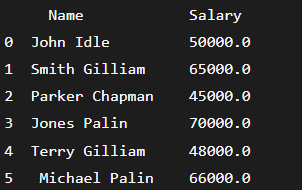 Name Salary
0 John Idle 50000.0
1 Smith Gilliam 65000.0
2 Parker Chapman 45000.0
3 Jones Palin 70000.0
4 Terry Gilliam 48000.0
5 Michael Palin 66000.0